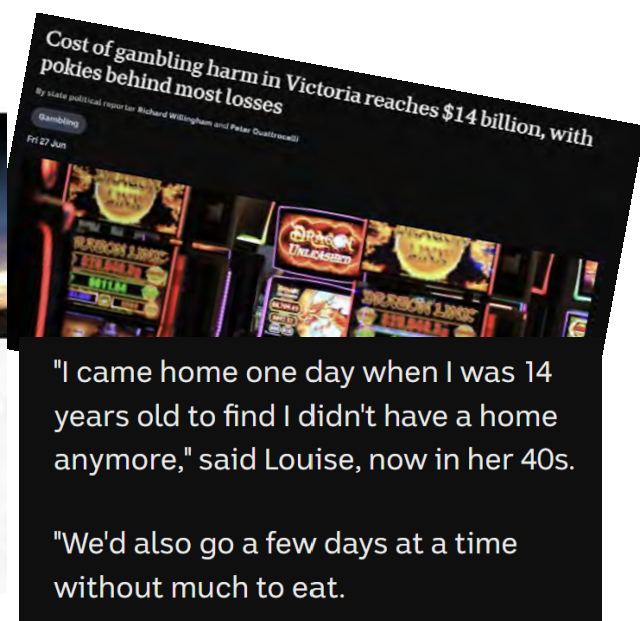 Cost of gambling harm in Victoria reaches $14 billion, with
pokies behind most losses
By state political reporter Richard Willingham and Peter Quattrocelli
Gambling
Fri 27 Jun
DRAGON
UNLEASHED
DRAGON LINK
DRAGON LINK
"I came home one day when I was 14
years old to find I didn't have a home
anymore," said Louise, now in her 40s.
"We'd also go a few days at a time
without much to eat.